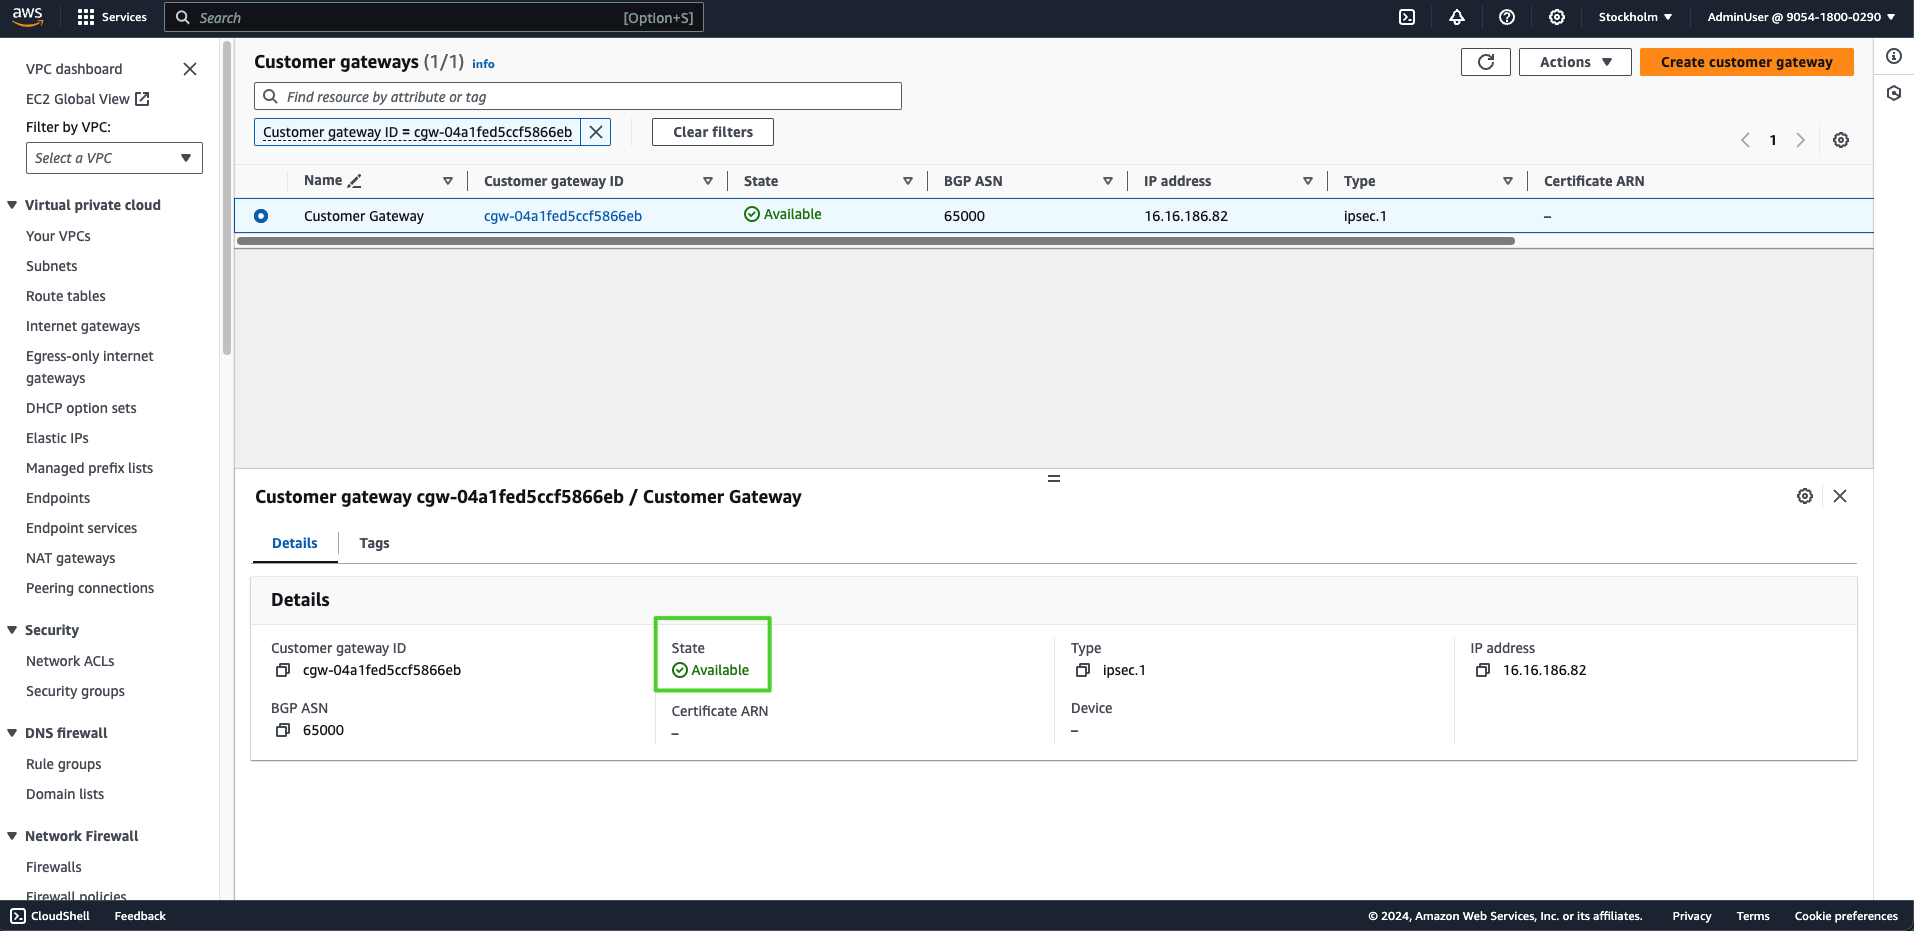 aws
Services
Search
[Option+S]
Stockholm
AdminUser @ 9054-1800-0290
VPC dashboard
EC2 Global View
Filter by VPC:
Select a VPC
Virtual private cloud
Your VPCs
Subnets
Route tables
Internet gateways
Egress-only internet
gateways
DHCP option sets
Elastic IPs
Managed prefix lists
Endpoints
Endpoint services
NAT gateways
Peering connections
Security
Network ACLs
Security groups
DNS firewall
Rule groups
Domain lists
Network Firewall
Firewalls
Firewall policies
Customer gateways (1/1) info
Actions
Create customer gateway
Find resource by attribute or tag
Customer gateway ID = cgw-04a1fed5ccf5866eb
Clear filters
1
Name Customer gateway ID State BGP ASN IP address Type Certificate ARN
Customer Gateway cgw-04a1fed5ccf5866eb Available 65000 16.16.186.82 ipsec.1 –
Customer gateway cgw-04a1fed5ccf5866eb / Customer Gateway
Details Tags
Details
Customer gateway ID
cgw-04a1fed5ccf5866eb
State
Available
Type
ipsec.1
IP address
16.16.186.82
BGP ASN
65000
Certificate ARN
–
Device
–
CloudShell Feedback
© 2024, Amazon Web Services, Inc. or its affiliates. Privacy Terms Cookie preferences